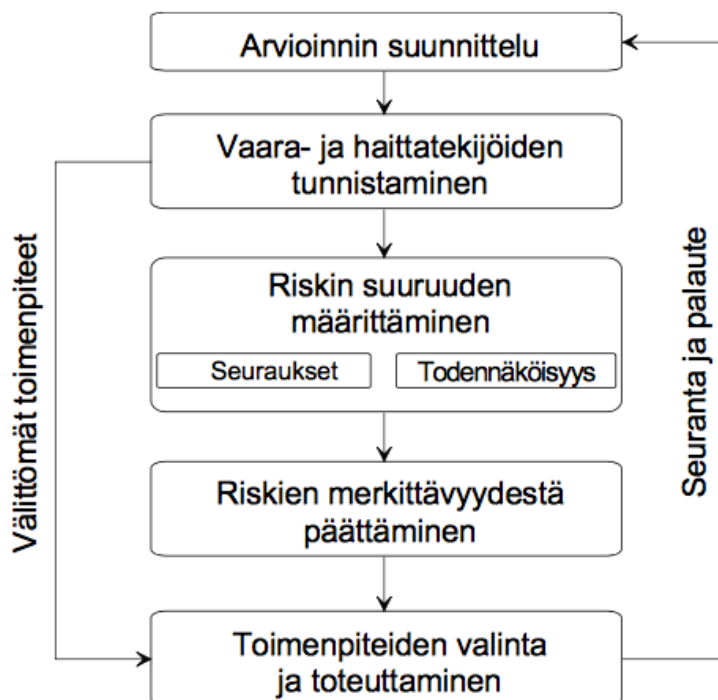 Arvioinnin suunnittelu
Vaara- ja haittatekijöiden
tunnistaminen
Riskin suuruuden
määrittäminen
Seuraukset
Todennäköisyys
Riskien merkittävyydestä
päättäminen
Toimenpiteiden valinta
ja toteuttaminen
Välittömät toimenpiteet
Seuranta ja palaute